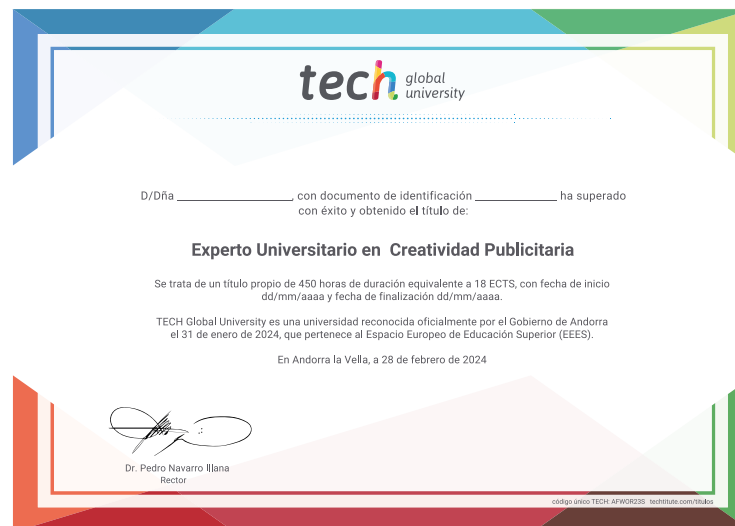 tech global university
D/Dña ____________________, con documento de identificación ______________ ha superado
con éxito y obtenido el título de:
Experto Universitario en Creatividad Publicitaria
Se trata de un título propio de 450 horas de duración equivalente a 18 ECTS, con fecha de inicio
dd/mm/aaaa y fecha de finalización dd/mm/aaaa.
TECH Global University es una universidad reconocida oficialmente por el Gobierno de Andorra
el 31 de enero de 2024, que pertenece al Espacio Europeo de Educación Superior (EEES).
En Andorra la Vella, a 28 de febrero de 2024
Dr. Pedro Navarro Illana
Rector
código único TECH: AFWOR23S techtitute.com/titulos